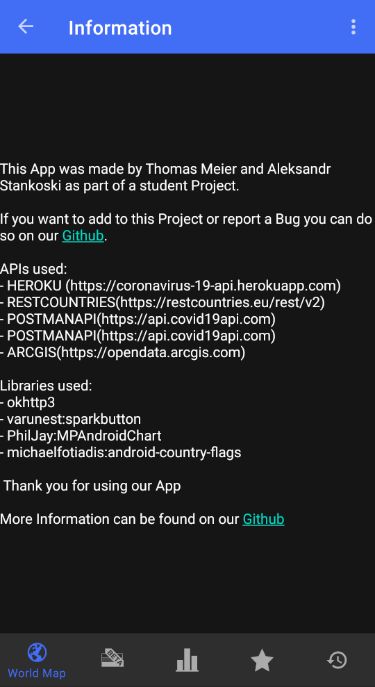 Information
This App was made by Thomas Meier and Aleksandr
Stankoski as part of a student Project.
If you want to add to this Project or report a Bug you can do
so on our Github.
APIs used:
- HEROKU (https://coronavirus-19-api.herokuapp.com)
- RESTCOUNTRIES(https://restcountries.eu/rest/v2)
- POSTMANAPI(https://api.covid19api.com)
- POSTMANAPI(https://api.covid19api.com)
- ARCGIS(https://opendata.arcgis.com)
Libraries used:
- okhttp3
- varunest:sparkbutton
- PhilJay:MPAndroidChart
- michaelfotiadis:android-country-flags
Thank you for using our App
More Information can be found on our Github
World Map